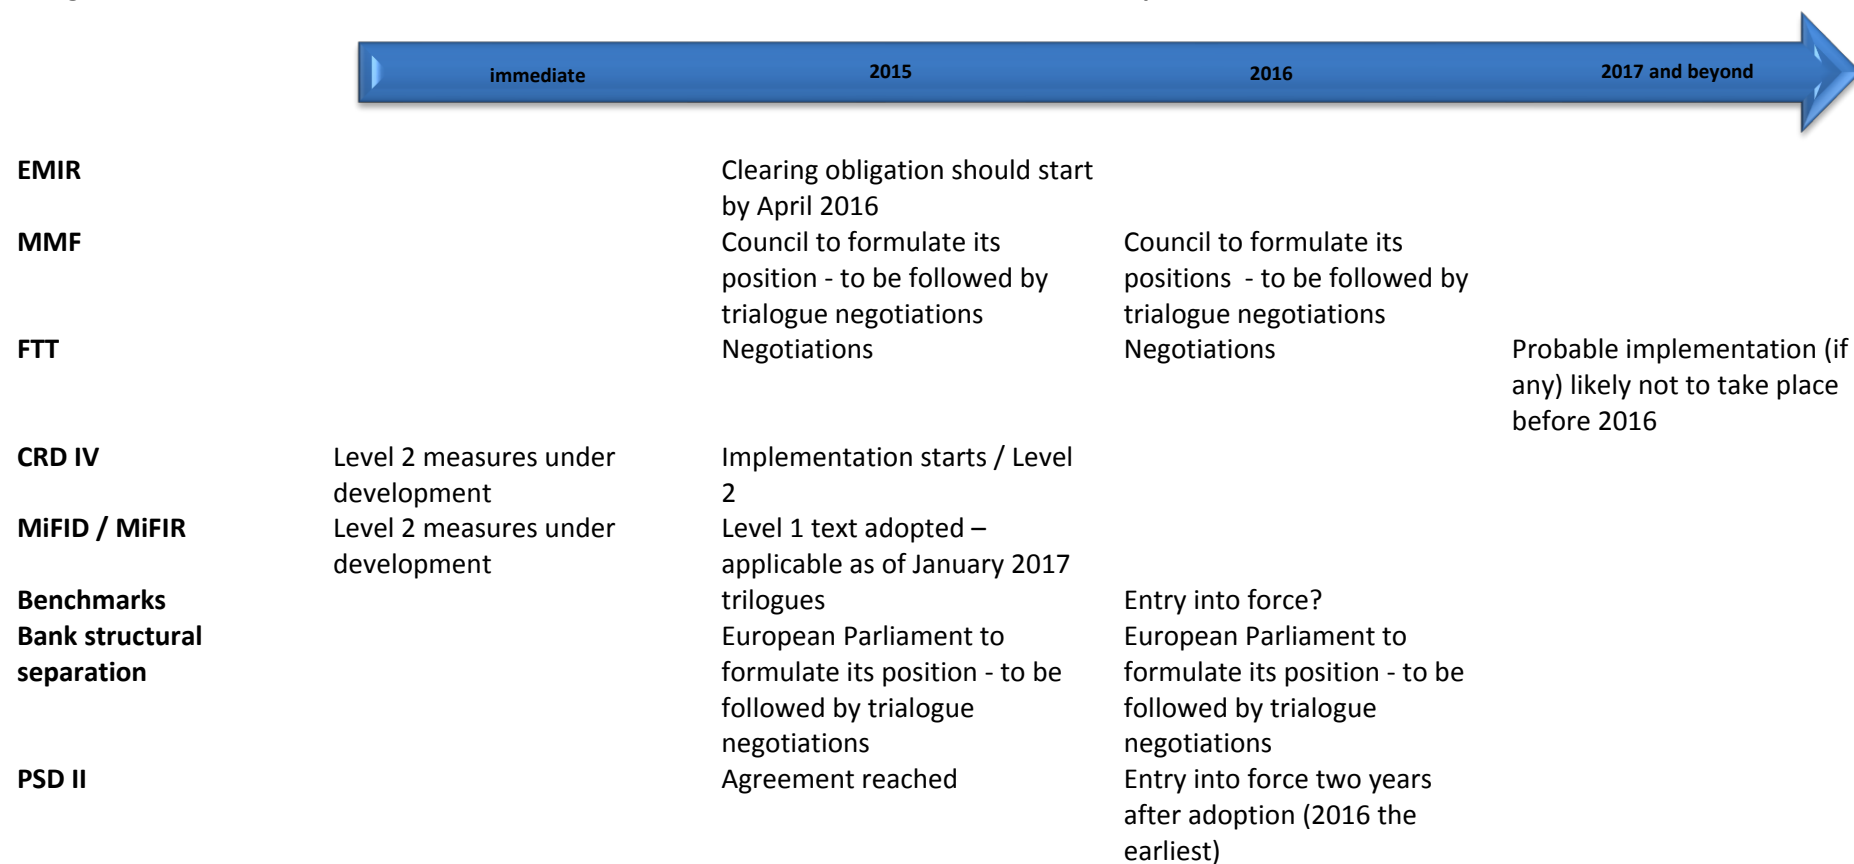 immediate
2015
2016
2017 and beyond
EMIR
Clearing obligation should start
by April 2016
MMF
Council to formulate its
position - to be followed by
trialogue negotiations
Council to formulate its
positions - to be followed by
trialogue negotiations
FTT
Negotiations
Negotiations
Probable implementation (if
any) likely not to take place
before 2016
CRD IV
Level 2 measures under
development
Implementation starts / Level
2
MiFID / MiFIR
Level 2 measures under
development
Level 1 text adopted –
applicable as of January 2017
Benchmarks
trilogues
Entry into force?
Bank structural
separation
European Parliament to
formulate its position - to be
followed by trialogue
negotiations
European Parliament to
formulate its position - to be
followed by trialogue
negotiations
PSD II
Agreement reached
Entry into force two years
after adoption (2016 the
earliest)